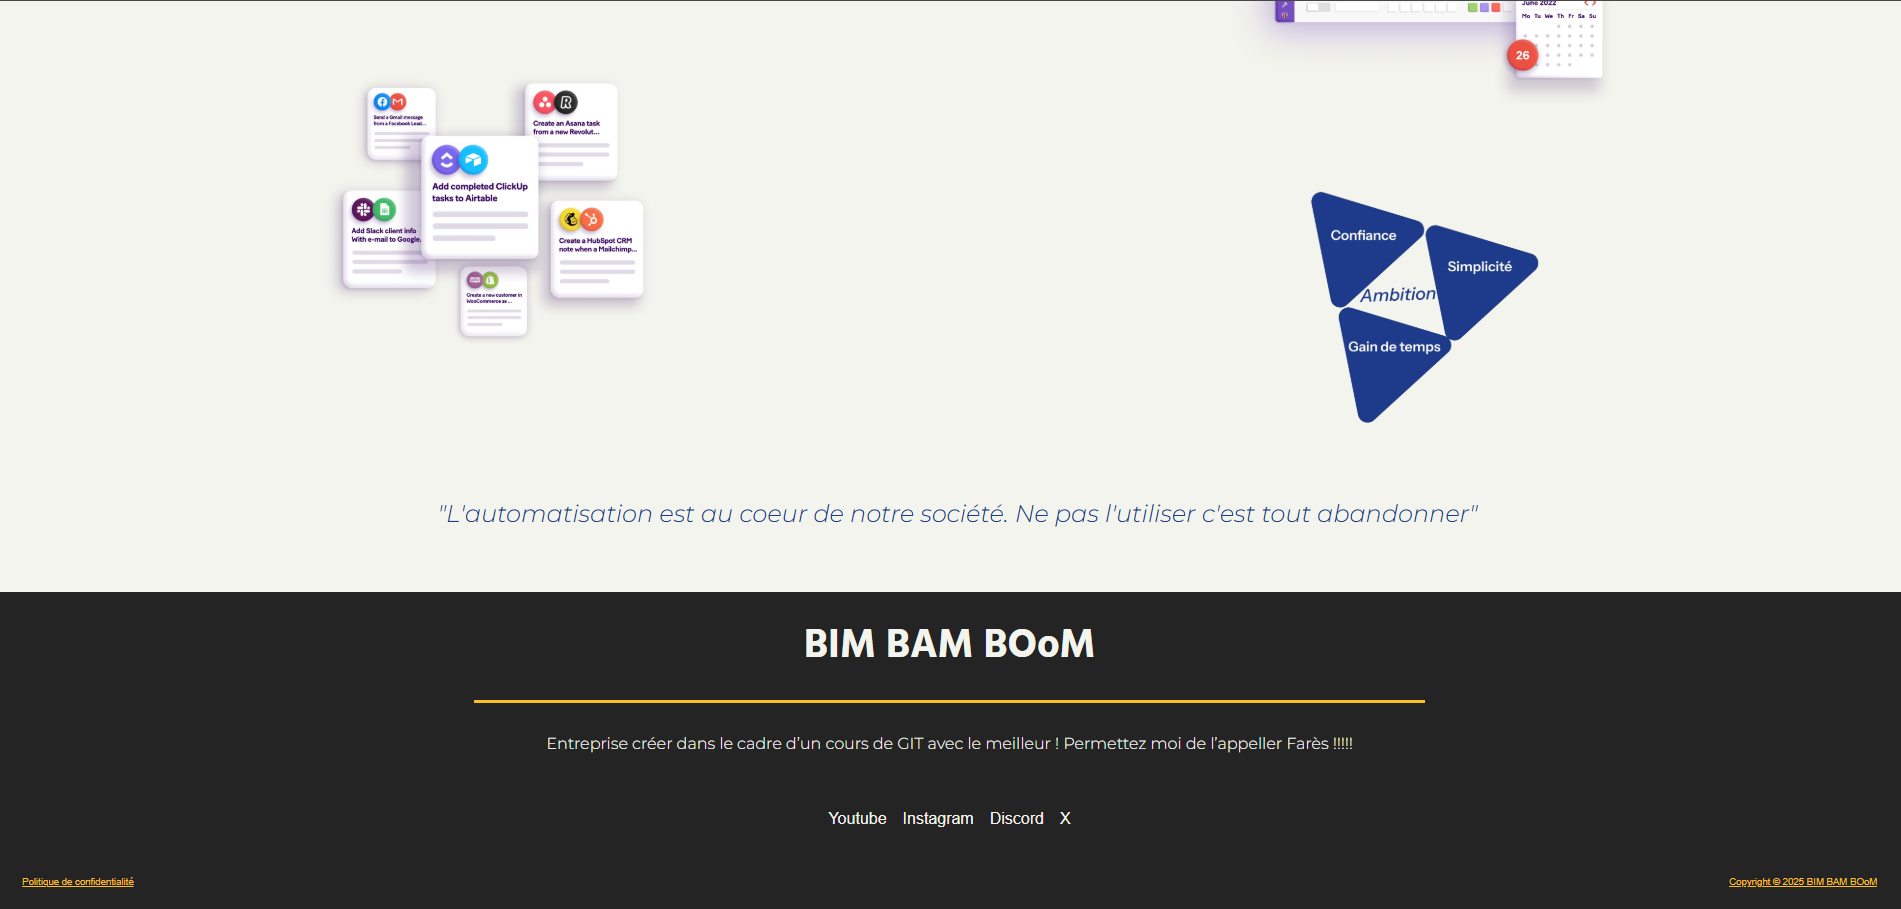 June 2022
Mo Tu We Th Fr Sa Su
26
Send a Gmail message
from a Facebook Lead...
Create an Asana task
from a new Revolut...
Add completed ClickUp
tasks to Airtable
Add Slack client info
With e-mail to Google.
Create a HubSpot CRM
note when a Mailchimp...
Create a new customer in
WooCommerce as ...
Confiance
Simplicité
Ambition
Gain de temps
"L'automatisation est au coeur de notre société. Ne pas l'utiliser c'est tout abandonner"
BIM BAM BOoM
Entreprise créer dans le cadre d’un cours de GIT avec le meilleur ! Permettez moi de l’appeller Farès !!!!!
Youtube Instagram Discord X
Politique de confidentialité
Copyright © 2025 BIM BAM BOoM